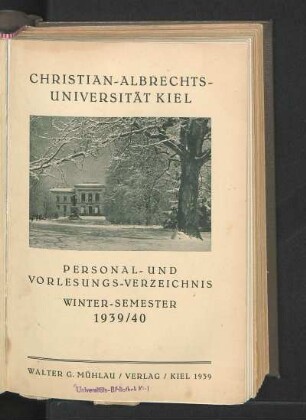 CHRISTIAN-ALBRECHTS-
UNIVERSITÄT KIEL
PERSONAL- UND
VORLESUNGS-VERZEICHNIS
WINTER-SEMESTER
1939/40
WALTER G. MÜHLAU / VERLAG / KIEL 1939